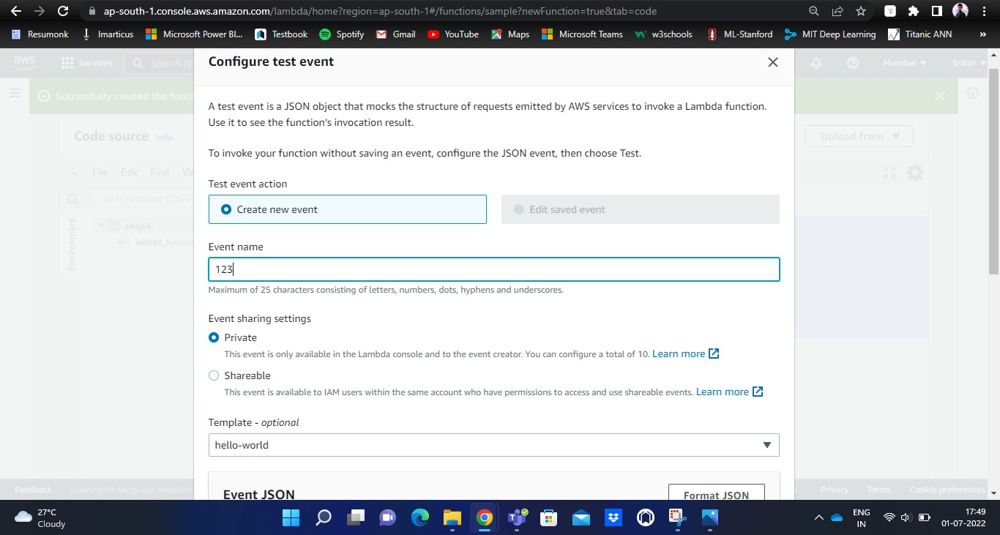 ap-south-1.console.aws.amazon.com/lambda/home?region=ap-south-1#/functions/sample?newFunction=true&tab=code
Resumonk Imarticus Microsoft Power BI... Testbook Spotify Gmail YouTube Maps Microsoft Teams w3schools ML-Stanford MIT Deep Learning Titanic ANN »
aws Services Search fo Mumbai Srikar
Configure test event
Successfully created the funct
A test event is a JSON object that mocks the structure of requests emitted by AWS services to invoke a Lambda function.
Use it to see the function's invocation result.
Code source Info
Upload from
To invoke your function without saving an event, configure the JSON event, then choose Test.
File Edit Find Vie
Test event action
Go to Anything (Ctrl-P
Create new event
Edit saved event
Environment
sample
lambda_function
Event name
123
Maximum of 25 characters consisting of letters, numbers, dots, hyphens and underscores.
Event sharing settings
Private
This event is only available in the Lambda console and to the event creator. You can configure a total of 10. Learn more
Shareable
This event is available to IAM users within the same account who have permissions to access and use shareable events. Learn more
Template - optional
hello-world
Event JSON
Format JSON
Feedback Looking for language selection Privacy Terms Cookie preferences
27°C
Cloudy
ENG
IN
17:49
01-07-2022